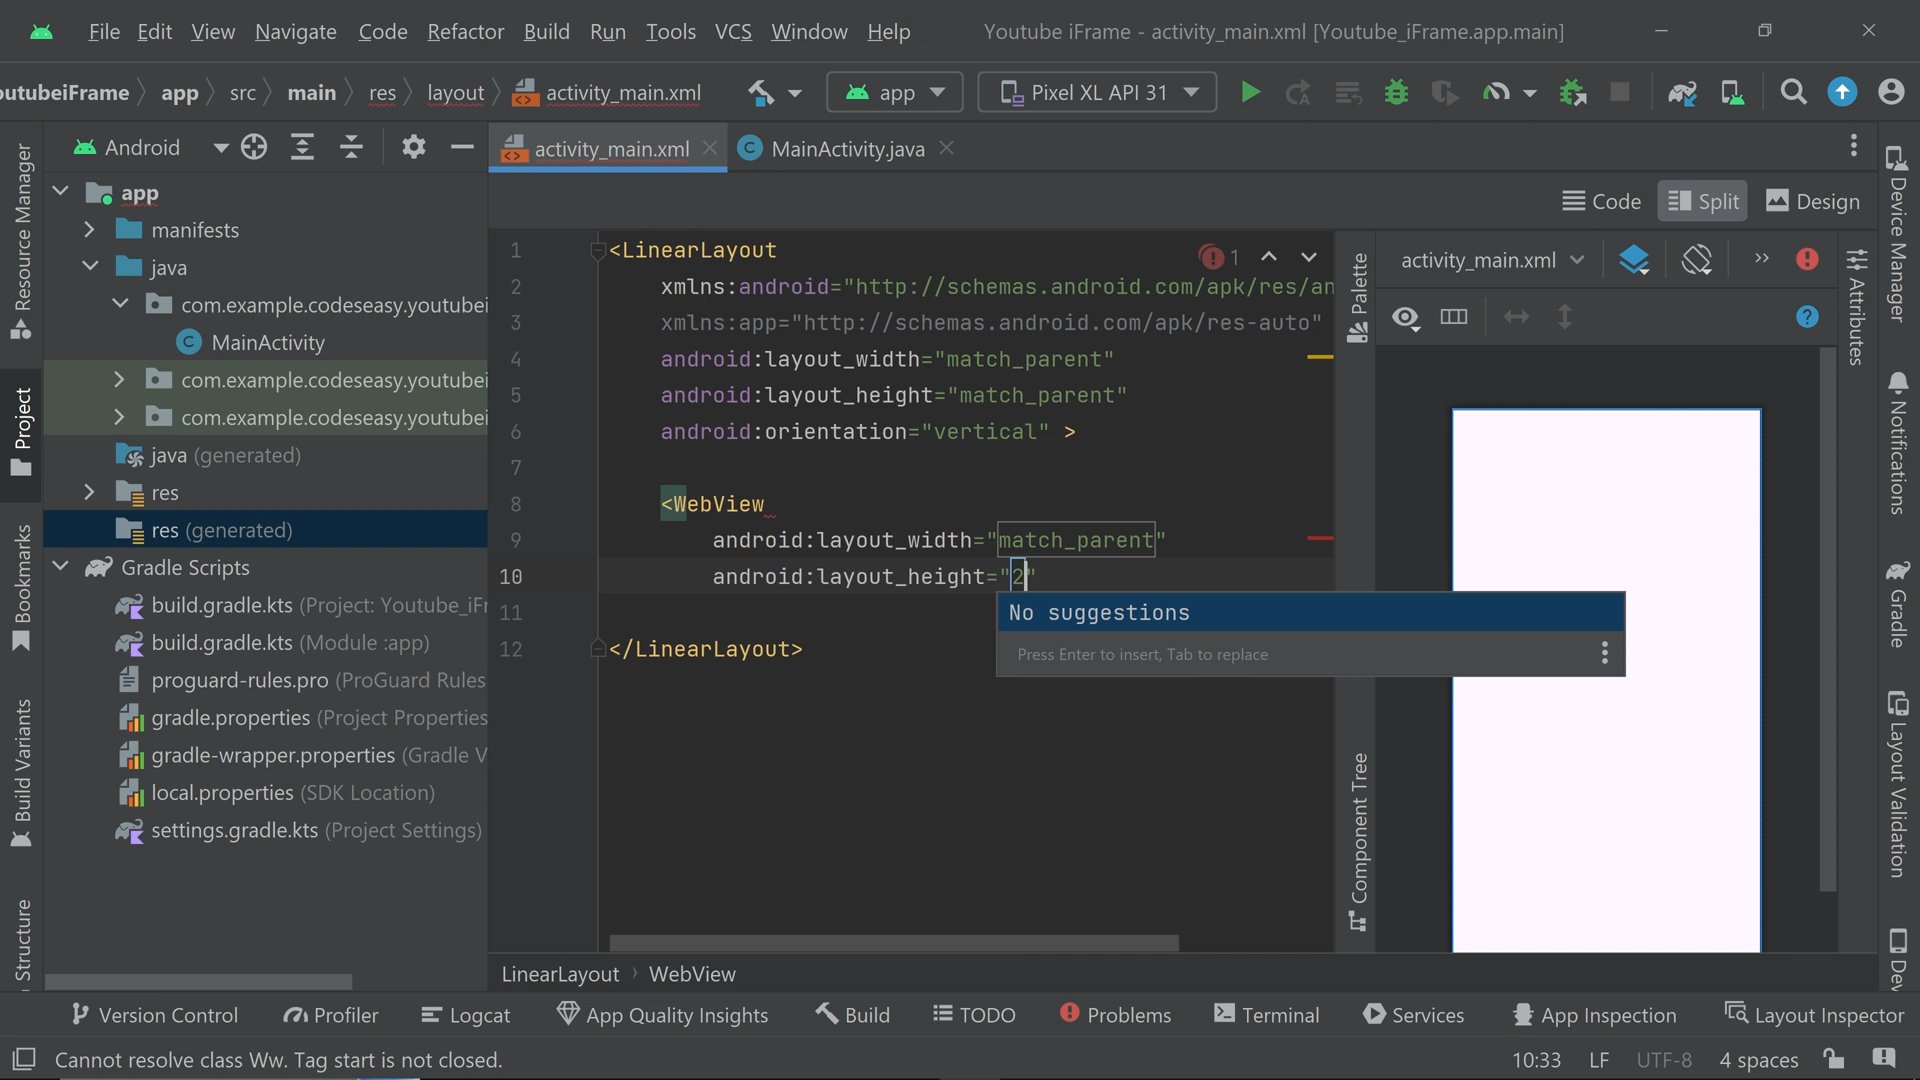 File Edit View Navigate Code Refactor Build Run Tools VCS Window Help Youtube iFrame - activity_main.xml [Youtube_iFrame.app.main]
outubeiFrame app src main res layout activity_main.xml app Pixel XL API 31
Android
activity_main.xml MainActivity.java
Code Split Design
Resource Manager
Project
Bookmarks
Build Variants
Structure
app
manifests
java
com.example.codeseasy.youtubei
MainActivity
com.example.codeseasy.youtubei
com.example.codeseasy.youtubei
java (generated)
res
res (generated)
Gradle Scripts
build.gradle.kts (Project: Youtube_iFr
build.gradle.kts (Module :app)
proguard-rules.pro (ProGuard Rules
gradle.properties (Project Properties
gradle-wrapper.properties (Gradle V
local.properties (SDK Location)
settings.gradle.kts (Project Settings)
1 <LinearLayout
2 xmlns:android="http://schemas.android.com/apk/res/an
3 xmlns:app="http://schemas.android.com/apk/res-auto"
4 android:layout_width="match_parent"
5 android:layout_height="match_parent"
6 android:orientation="vertical" >
7
8 <WebView
9 android:layout_width="match_parent"
10 android:layout_height="2"
11
12 </LinearLayout>
1
No suggestions
Press Enter to insert, Tab to replace
Palette
Component Tree
activity_main.xml
Attributes
Device Manager
Notifications
Gradle
Layout Validation
Dev
LinearLayout WebView
Version Control Profiler Logcat App Quality Insights Build TODO Problems Terminal Services App Inspection Layout Inspector
Cannot resolve class Ww. Tag start is not closed. 10:33 LF UTF-8 4 spaces